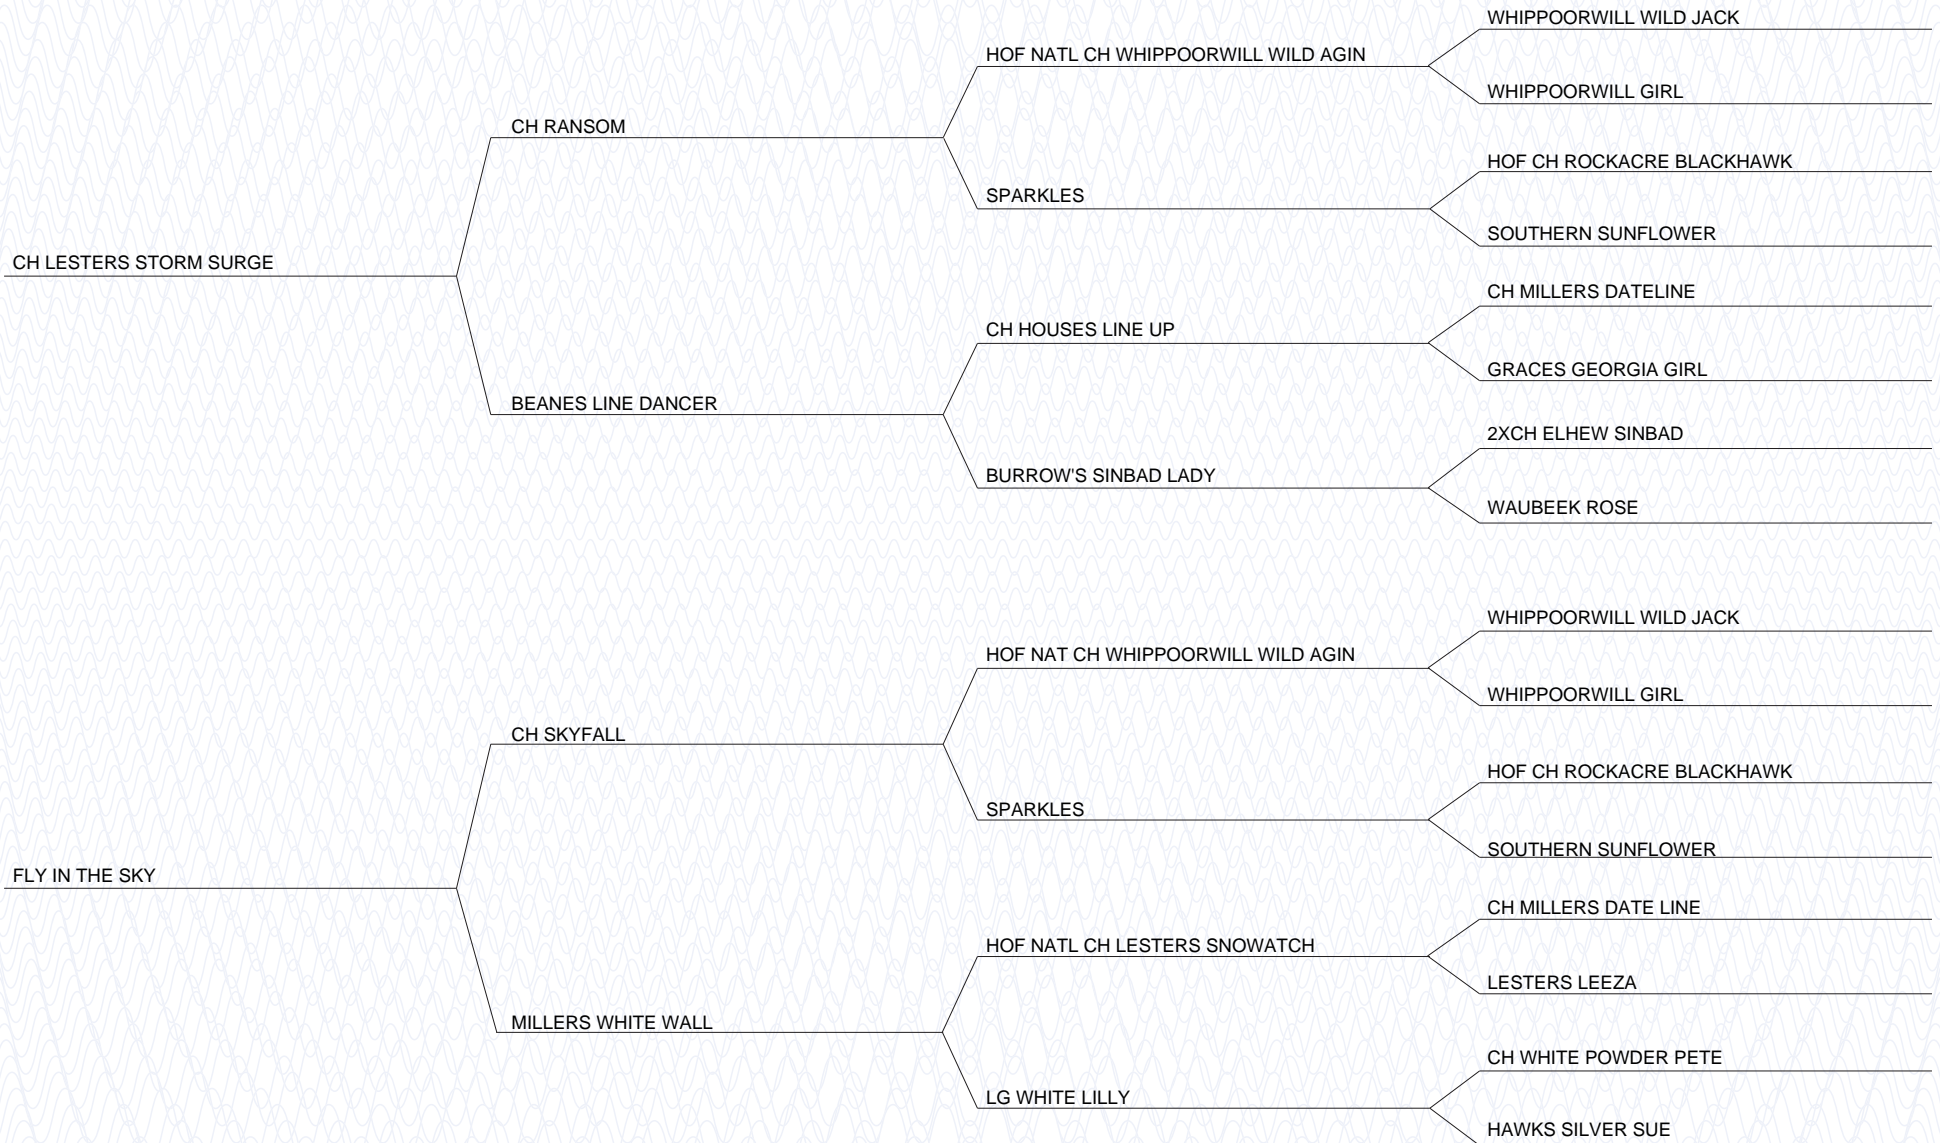 WHIPPOORWILL WILD JACK
HOF NATL CH WHIPPOORWILL WILD AGIN
WHIPPOORWILL GIRL
CH RANSOM
HOF CH ROCKACRE BLACKHAWK
SPARKLES
SOUTHERN SUNFLOWER
CH LESTERS STORM SURGE
CH MILLERS DATELINE
CH HOUSES LINE UP
GRACES GEORGIA GIRL
BEANES LINE DANCER
2XCH ELHEW SINBAD
BURROW'S SINBAD LADY
WAUBEEK ROSE
WHIPPOORWILL WILD JACK
HOF NAT CH WHIPPOORWILL WILD AGIN
WHIPPOORWILL GIRL
CH SKYFALL
HOF CH ROCKACRE BLACKHAWK
SPARKLES
SOUTHERN SUNFLOWER
FLY IN THE SKY
CH MILLERS DATE LINE
HOF NATL CH LESTERS SNOWATCH
LESTERS LEEZA
MILLERS WHITE WALL
CH WHITE POWDER PETE
LG WHITE LILLY
HAWKS SILVER SUE